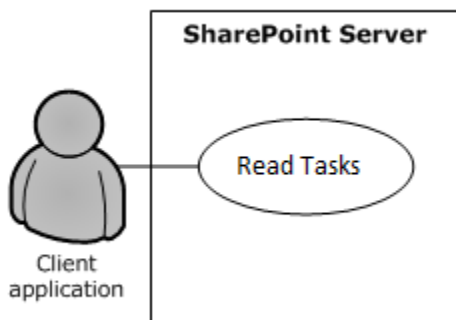 SharePoint Server
Read Tasks
Client
application